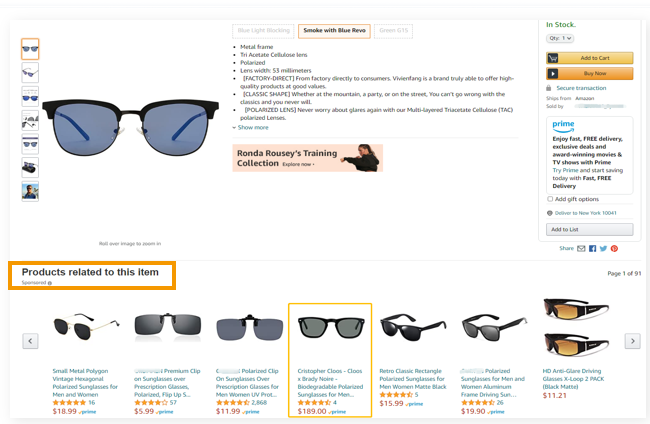 Blue Light Blocking
Smoke with Blue Revo
Green G15
Metal frame
Tri Acetate Cellulose lens
Polarized
Lens width: 53 millimeters
[FACTORY-DIRECT] From factory directly to consumers. Vivienfang is a brand truly able to offer high-
quality products at good values.
[CLASSIC SHAPE] Whether at the mountain, a party, or on the street, You can't go wrong with the
classics and you never will.
[POLARIZED LENS] Never worry about glares again with our Multi-layered Triacetate Cellulose (TAC)
polarized Lenses.
Show more
Ronda Rousey's Training
Collection Explore now ›
Roll over image to zoom in
In Stock.
Qty: 1
Add to Cart
Buy Now
Secure transaction
Ships from Amazon
Sold by
prime
Enjoy fast, FREE delivery,
exclusive deals and
award-winning movies &
TV shows with Prime
Try Prime and start saving
today with Fast, FREE
Delivery
Add gift options
Deliver to New York 10041
Add to List
Share
Products related to this item
Sponsored
Page 1 of 91
Small Metal Polygon
Vintage Hexagonal
Polarized Sunglasses for
Men and Women
16
$18.99 prime
Premium Clip
on Sunglasses over
Prescription Glasses,
Polarized, Flip Up S...
57
$5.99 prime
Polarized Clip
On Sunglasses Over
Prescription Glasses for
Men Women UV Prot...
2,868
$11.99 prime
Cristopher Cloos - Cloos
x Brady Noire -
Biodegradable Polarized
Sunglasses for Men...
4
$189.00 prime
Retro Classic Rectangle
Polarized Sunglasses for
Men Women Matte Black
5
$15.99 prime
Polarized
Sunglasses for Men and
Women Aluminum
Frame Driving Sun...
26
$19.90 prime
HD Anti-Glare Driving
Glasses X-Loop 2 PACK
(Black Matte)
$11.21